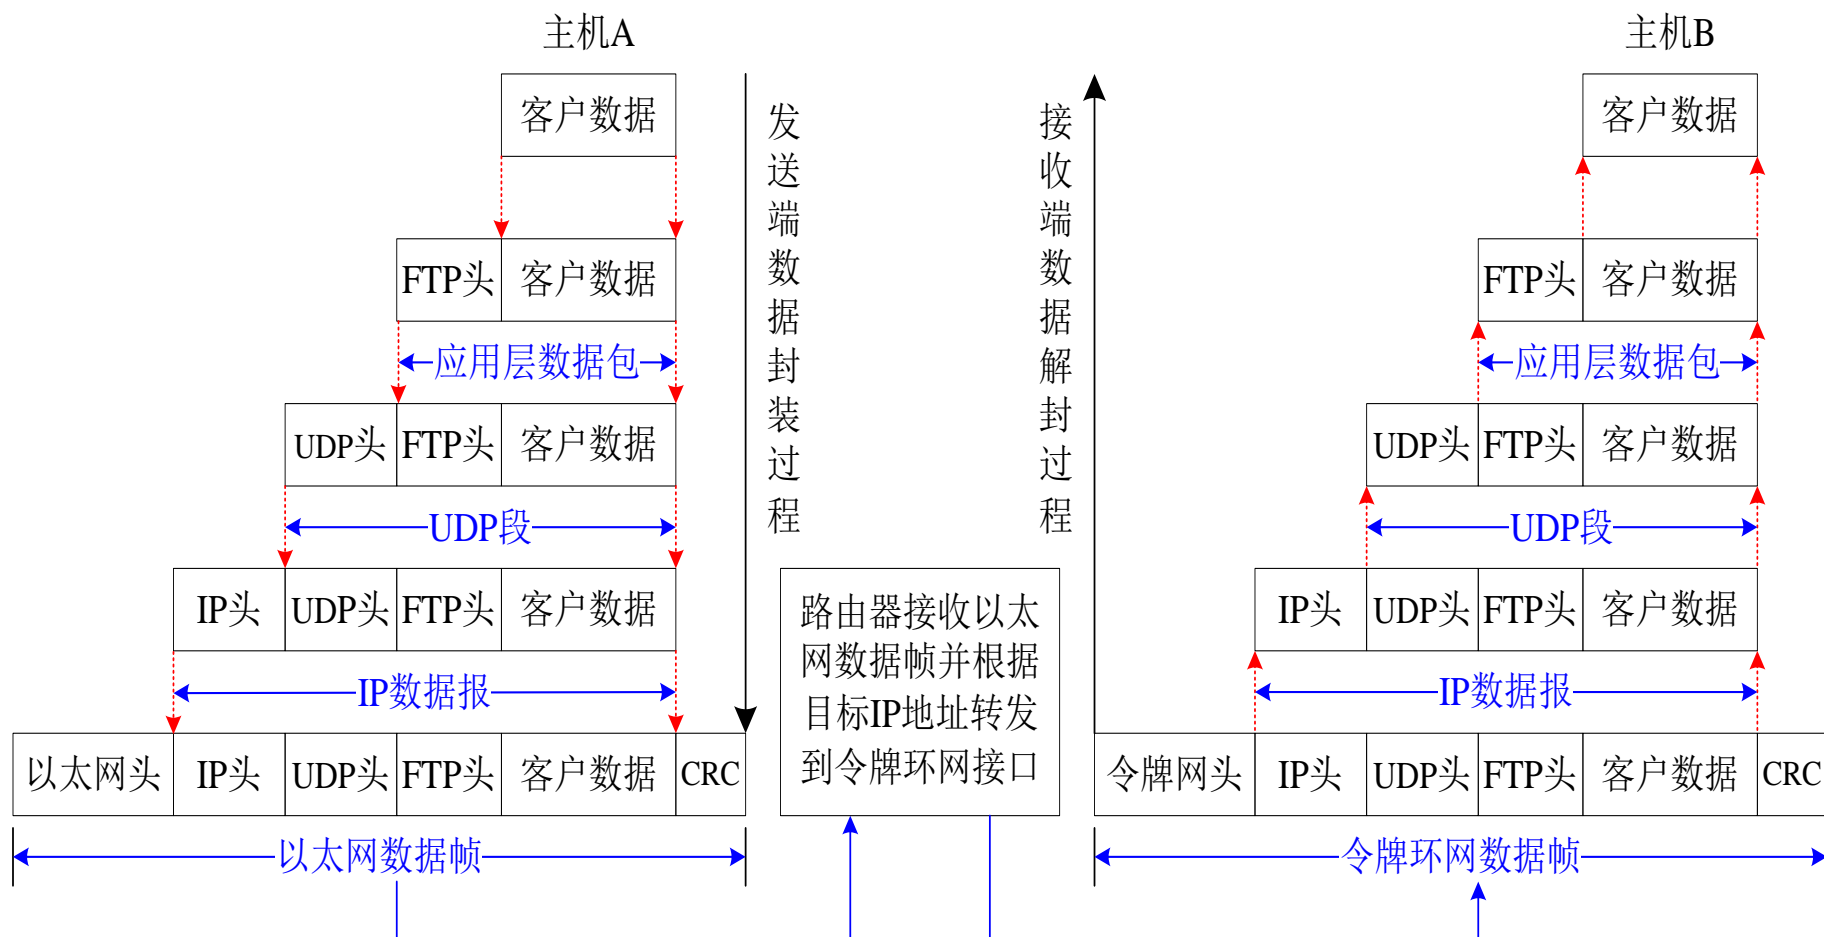 主机A
客户数据
FTP头 客户数据
应用层数据包
UDP头 FTP头 客户数据
UDP段
IP头 UDP头 FTP头 客户数据
IP数据报
以太网头 IP头 UDP头 FTP头 客户数据 CRC
以太网数据帧
发送端数据封装过程
路由器接收以太
网数据帧并根据
目标IP地址转发
到令牌环网接口
接收端数据解封过程
主机B
客户数据
FTP头 客户数据
应用层数据包
UDP头 FTP头 客户数据
UDP段
IP头 UDP头 FTP头 客户数据
IP数据报
令牌网头 IP头 UDP头 FTP头 客户数据 CRC
令牌环网数据帧